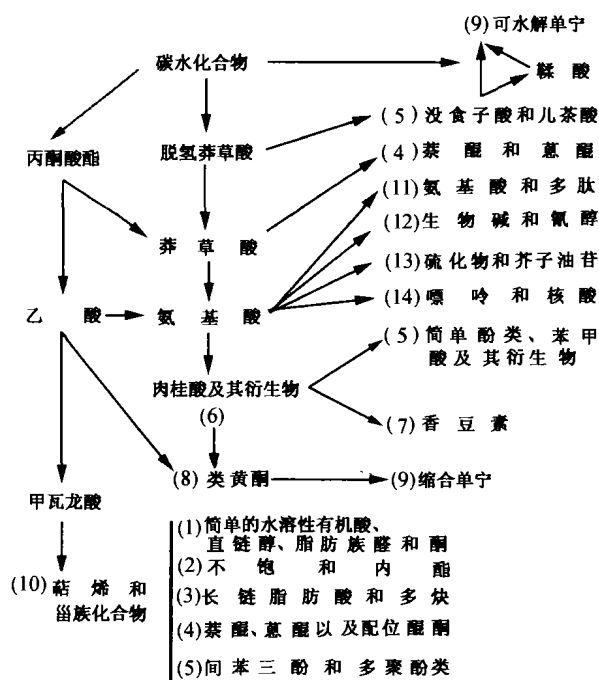 (9)可水解单宁
碳水化合物
鞣酸
丙酮酸酯
脱氢莽草酸
(5)没食子酸和儿茶酸
(4)萘醌和蒽醌
(11)氨基酸和多肽
莽草酸
(12)生物碱和氰醇
(13)硫化物和芥子油苷
乙酸
氨基酸
(14)嘌呤和核酸
(5)简单酚类、苯甲
酸及其衍生物
肉桂酸及其衍生物
(6)
(7)香豆素
(8)类黄酮
(9)缩合单宁
甲瓦龙酸
(10)萜烯和
甾族化合物
(1)简单的水溶性有机酸、
直链醇、脂肪族醛和酮
(2)不饱和内酯
(3)长链脂肪酸和多炔
(4)萘醌、蒽醌以及配位醌酮
(5)间苯三酚和多聚酚类